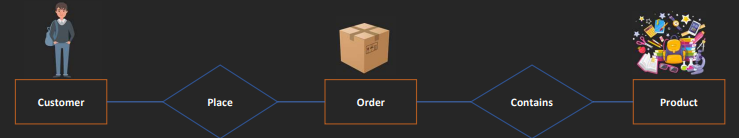 Customer
Place
Order
Contains
Product